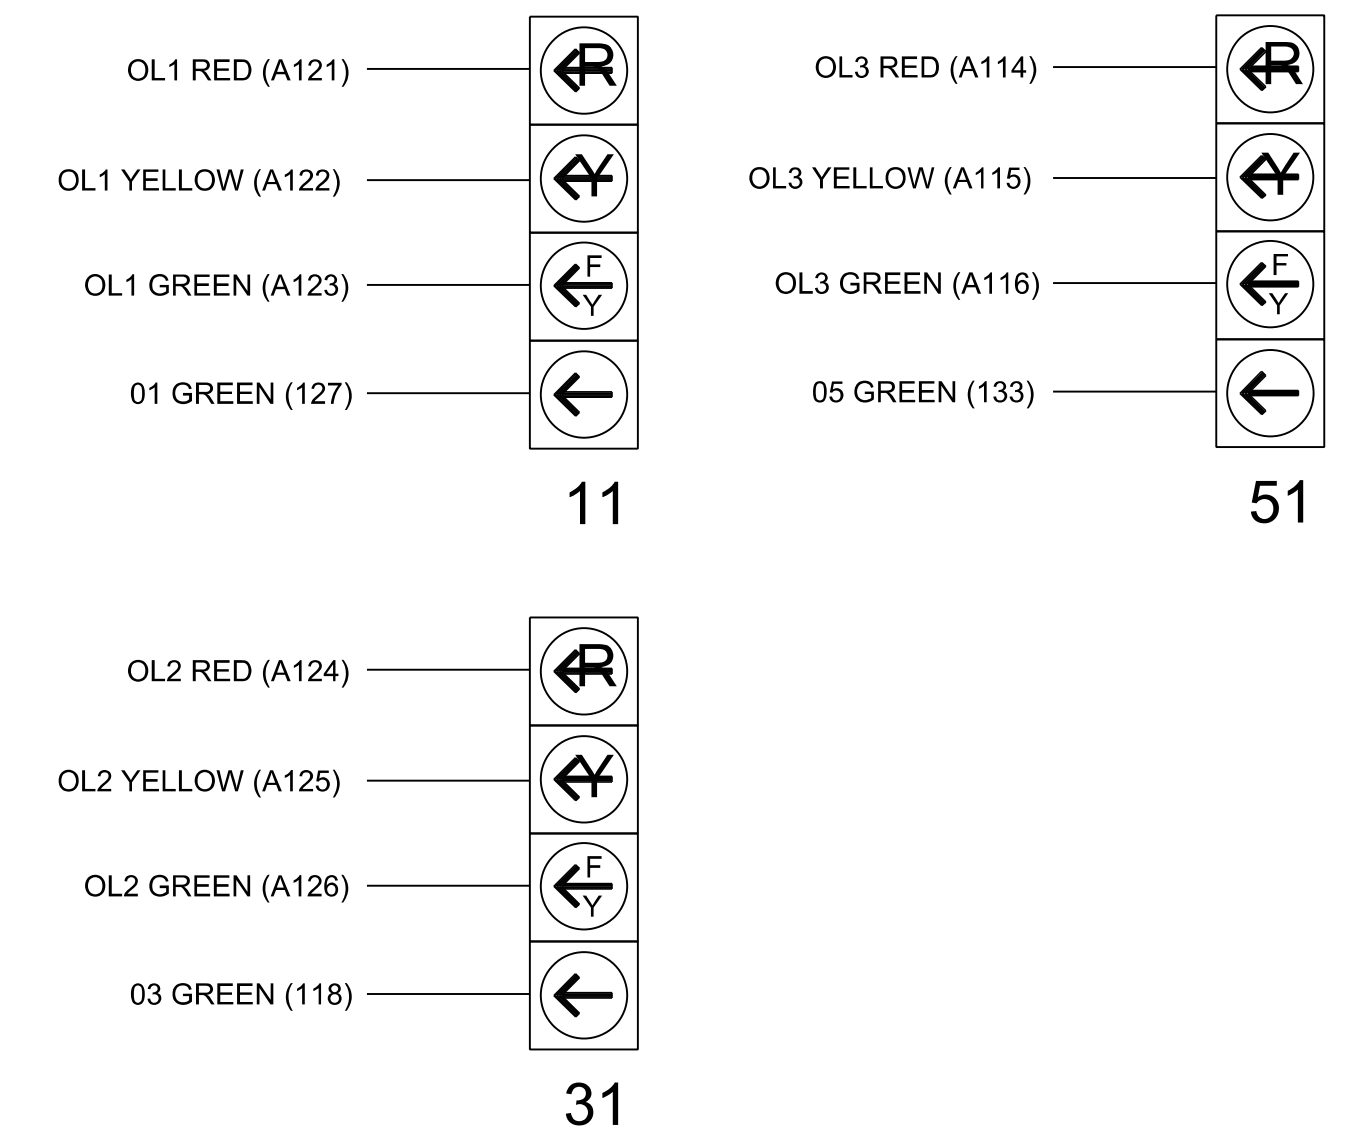 OL1 RED (A121)
R
OL1 YELLOW (A122)
Y
OL1 GREEN (A123)
F
Y
01 GREEN (127)
11
OL3 RED (A114)
R
OL3 YELLOW (A115)
Y
OL3 GREEN (A116)
F
Y
05 GREEN (133)
51
OL2 RED (A124)
R
OL2 YELLOW (A125)
Y
OL2 GREEN (A126)
F
Y
03 GREEN (118)
31